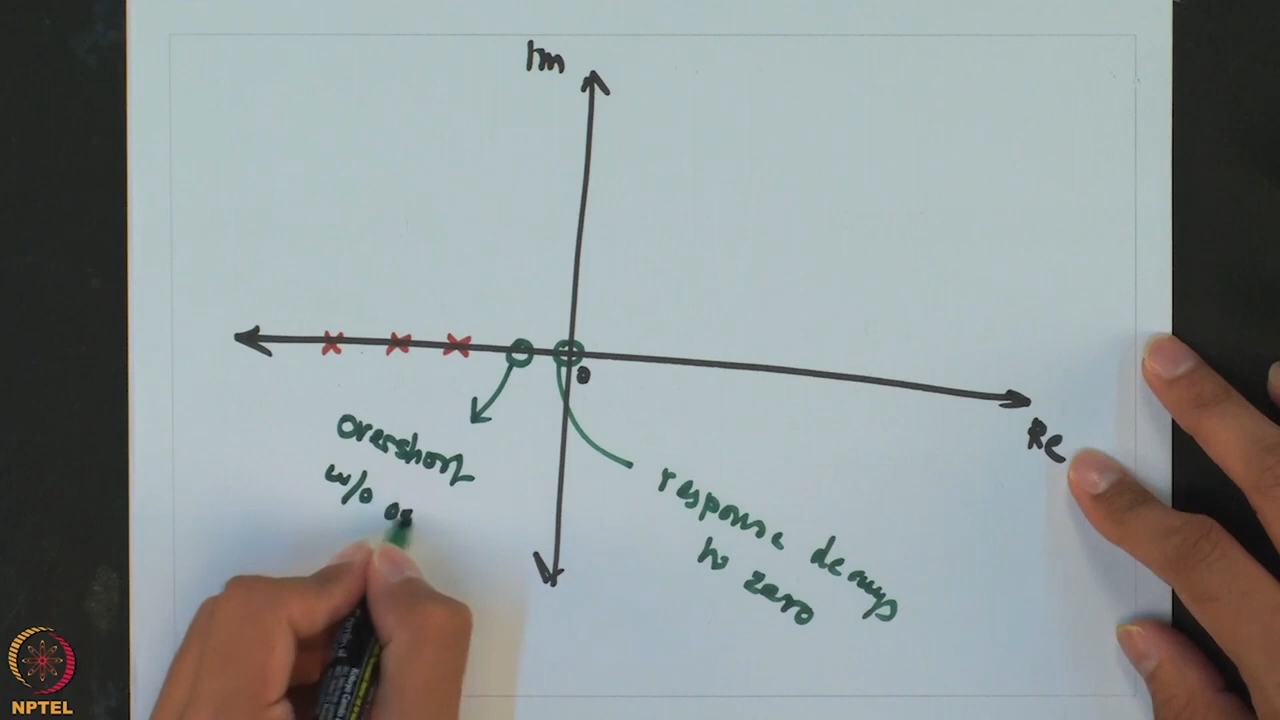 Im
0
Re
overshoot
w/o os
response decays
to zero
NPTEL